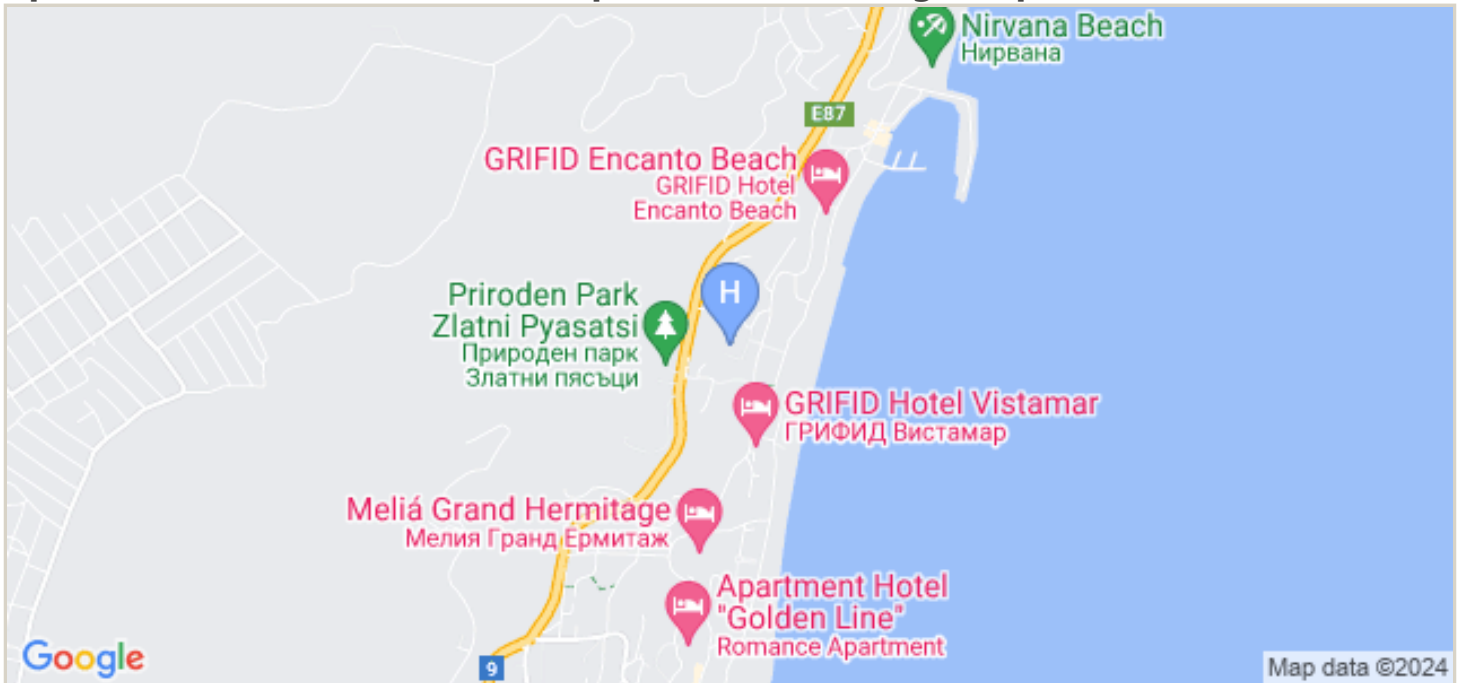 Nirvana Beach
Нирвана
E87
GRIFID Encanto Beach
GRIFID Hotel
Encanto Beach
H
Priroden Park
Zlatni Pyasatsi
Природен парк
Златни пясъци
GRIFID Hotel Vistamar
ГРИФИД Вистамар
Meliá Grand Hermitage
Мелия Гранд Ермитаж
Apartment Hotel
"Golden Line"
Romance Apartment
9
Google
Map data ©2024